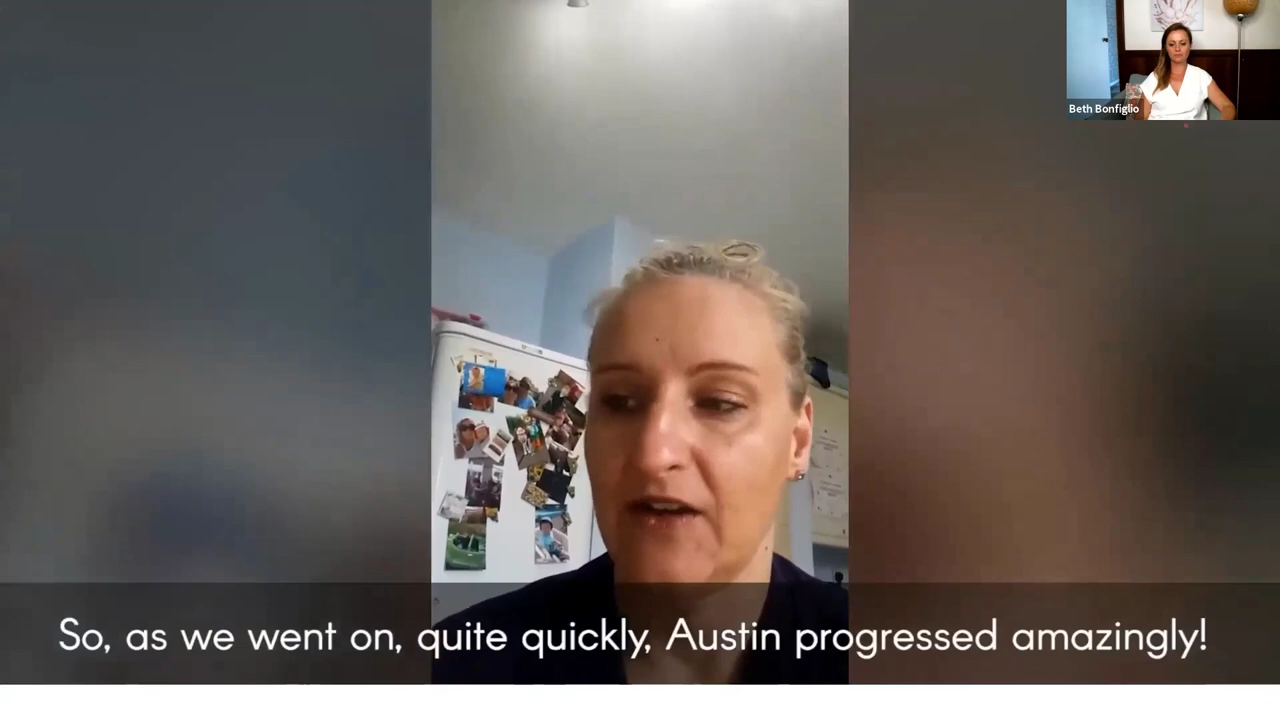 Beth Bonfiglio
So, as we went on, quite quickly, Austin progressed amazingly!